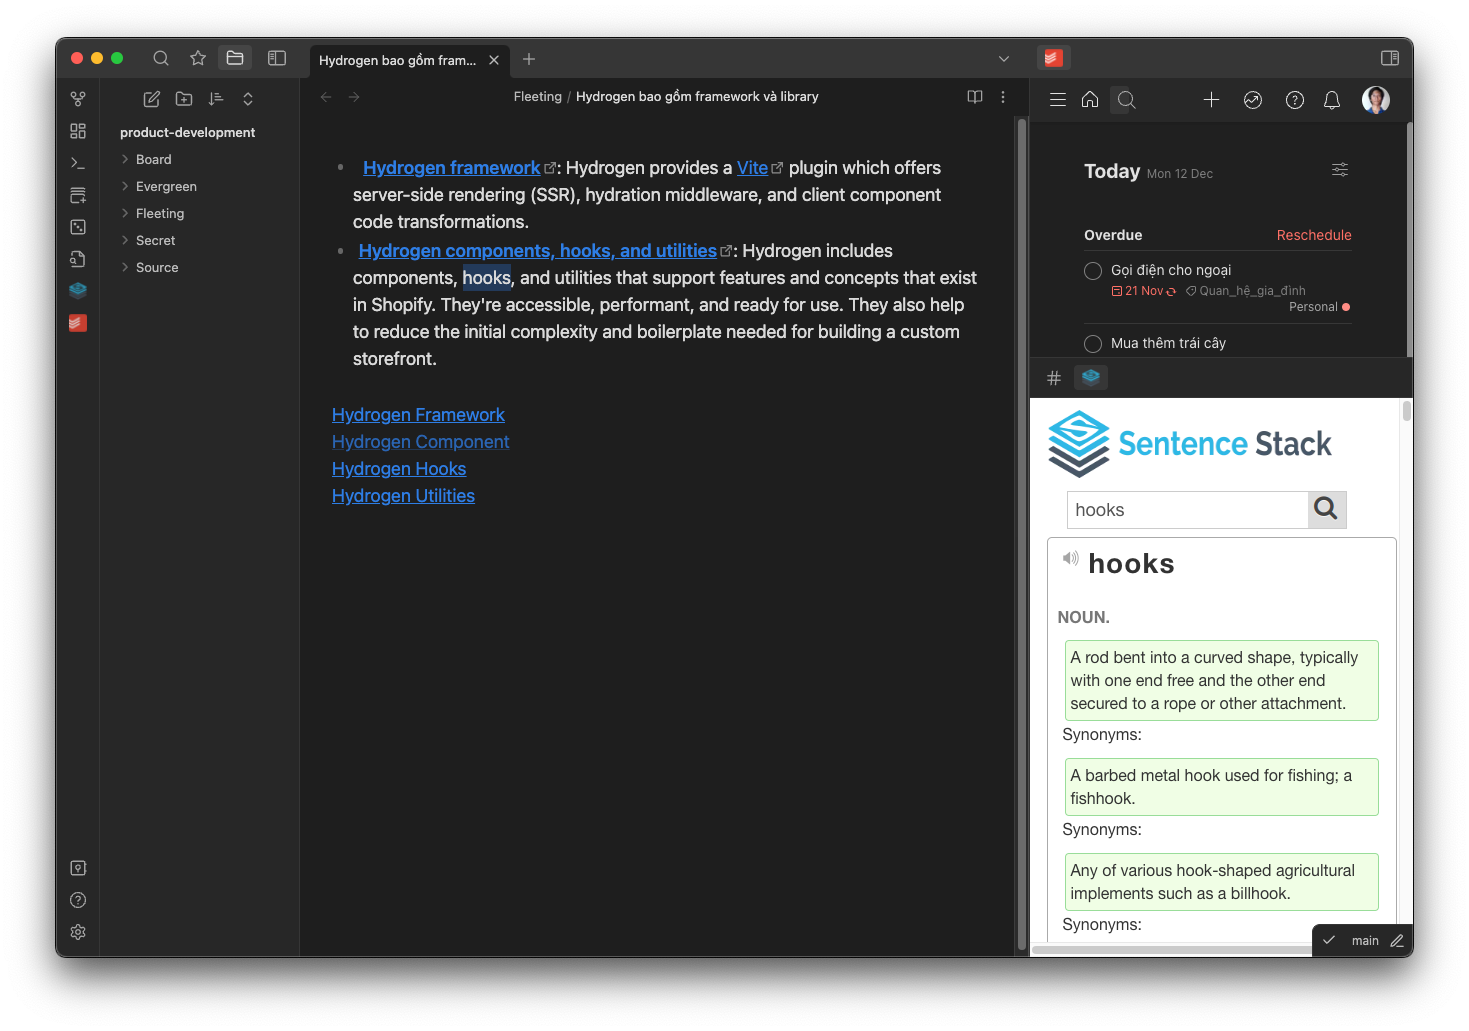 Hydrogen bao gồm fram...
product-development
Board
Evergreen
Fleeting
Secret
Source
Fleeting / Hydrogen bao gồm framework và library
Hydrogen framework: Hydrogen provides a Vite plugin which offers
server-side rendering (SSR), hydration middleware, and client component
code transformations.
Hydrogen components, hooks, and utilities: Hydrogen includes
components, hooks, and utilities that support features and concepts that exist
in Shopify. They're accessible, performant, and ready for use. They also help
to reduce the initial complexity and boilerplate needed for building a custom
storefront.
Hydrogen Framework
Hydrogen Component
Hydrogen Hooks
Hydrogen Utilities
Today Mon 12 Dec
Overdue Reschedule
Gọi điện cho ngoại
21 Nov Quan_hệ_gia_đình
Personal
Mua thêm trái cây
Sentence Stack
hooks
hooks
NOUN.
A rod bent into a curved shape, typically
with one end free and the other end
secured to a rope or other attachment.
Synonyms:
A barbed metal hook used for fishing; a
fishhook.
Synonyms:
Any of various hook-shaped agricultural
implements such as a billhook.
Synonyms:
main